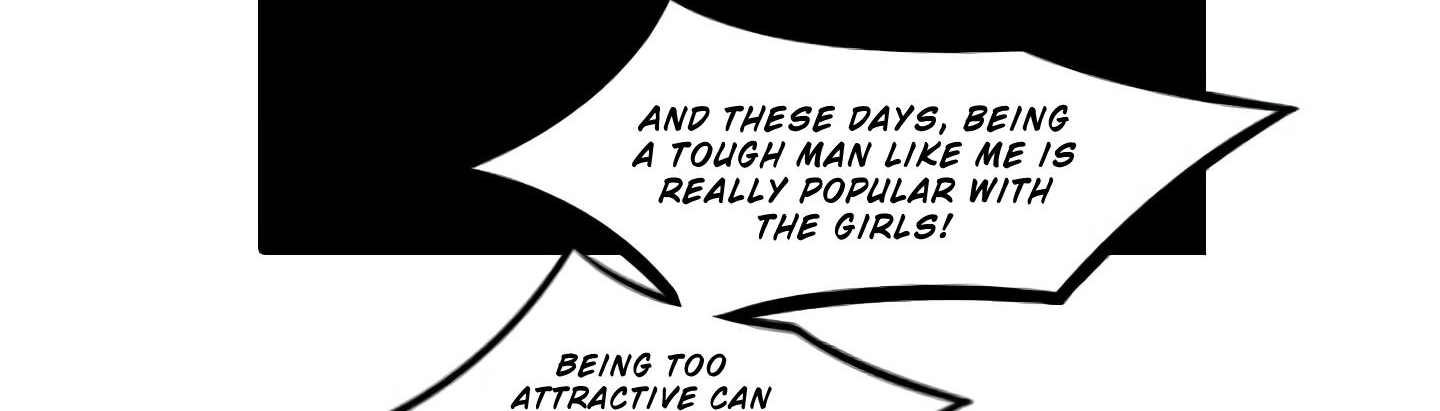 AND THESE DAYS, BEING
A TOUGH MAN LIKE ME IS
REALLY POPULAR WITH
THE GIRLS!
BEING TOO
ATTRACTIVE CAN